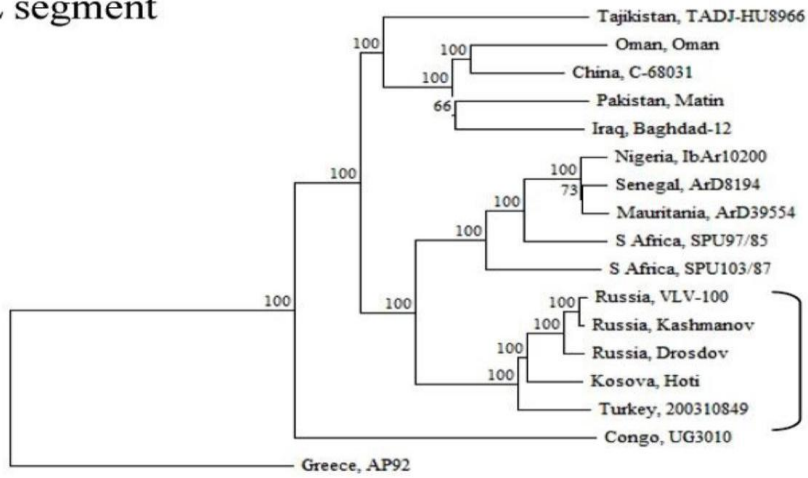 segment
Tajikistan, TADJ-HU8966
100
100
Oman, Oman
China, C-68031
100
Pakistan, Matin
66
Iraq, Baghdad-12
Nigeria, IbAr10200
100
100
Senegal, ArD8194
73
100
Mauritania, ArD39554
100
S Africa, SPU97/85
S Africa, SPU103/87
100
Russia, VLV-100
100
100
Russia, Kashmanov
100
Russia, Drosdov
100
Kosova, Hoti
100
Turkey, 200310849
Congo, UG3010
Greece, AP92